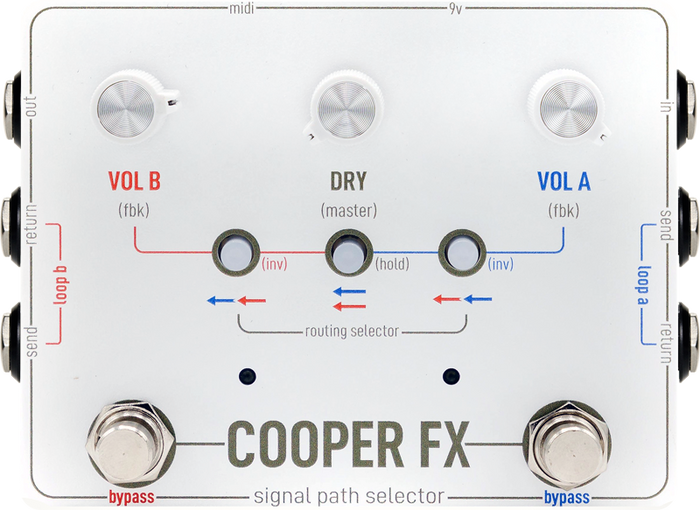 midi
9v
out
in
VOL B
DRY
VOL A
(fbk)
(master)
(fbk)
return
send
(inv)
(hold)
(inv)
loop b
loop a
routing selector
send
return
COOPER FX
bypass
signal path selector
bypass